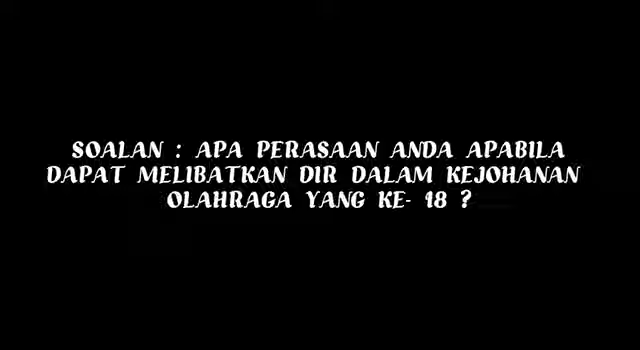 SOALAN : APA PERASAAN ANDA APABILA
DAPAT MELIBATKAN DIR DALAM KEJOHANAN
OLAHRAGA YANG KE- 18 ?